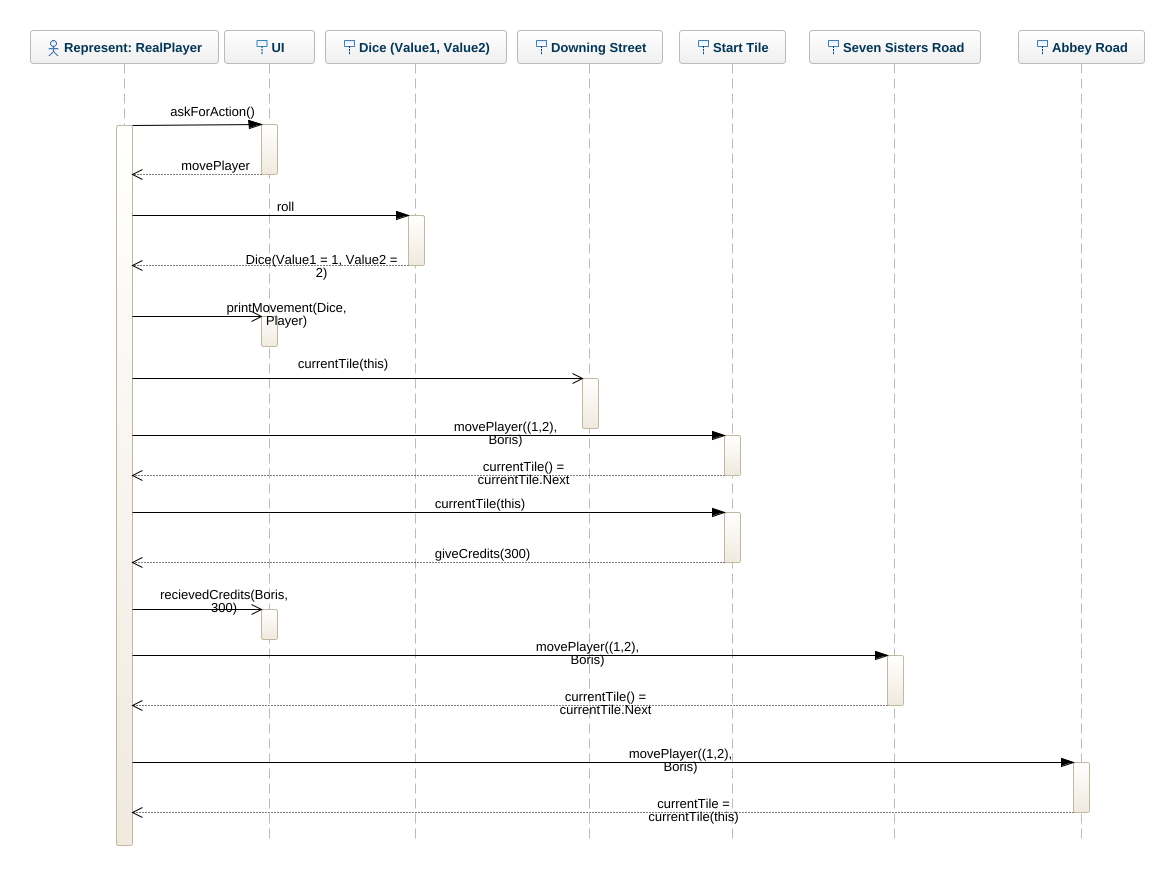 Represent: RealPlayer
UI
Dice (Value1, Value2)
Downing Street
Start Tile
Seven Sisters Road
Abbey Road
askForAction()
movePlayer
roll
Dice(Value1 = 1, Value2 =
2)
printMovement(Dice,
Player)
currentTile(this)
movePlayer((1,2),
Boris)
currentTile() =
currentTile.Next
currentTile(this)
giveCredits(300)
recievedCredits(Boris,
300)
movePlayer((1,2),
Boris)
currentTile() =
currentTile.Next
movePlayer((1,2),
Boris)
currentTile =
currentTile(this)